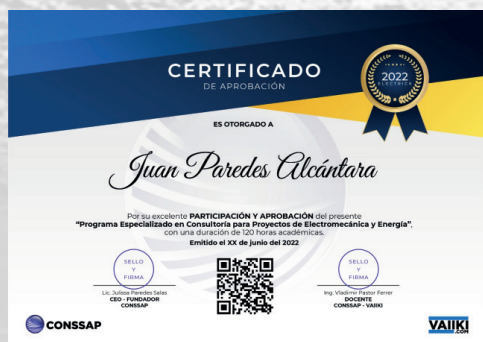 CERTIFICADO
DE APROBACIÓN
2022
ELECTRICA
ES OTORGADO A
Juan Paredes Alcántara
Por su excelente PARTICIPACIÓN Y APROBACIÓN del presente
“Programa Especializado en Consultoría para Proyectos de Electromecánica y Energía”,
con una duración de 120 horas académicas.
Emitido el XX de junio del 2022
SELLO
Y
FIRMA
Lic. Julissa Paredes Salas
CEO - FUNDADOR
CONSSAP
SELLO
Y
FIRMA
Ing. Vladimir Pastor Ferrer
DOCENTE
CONSSAP - VAIIKI
CONSSAP
VAIIKI
.COM